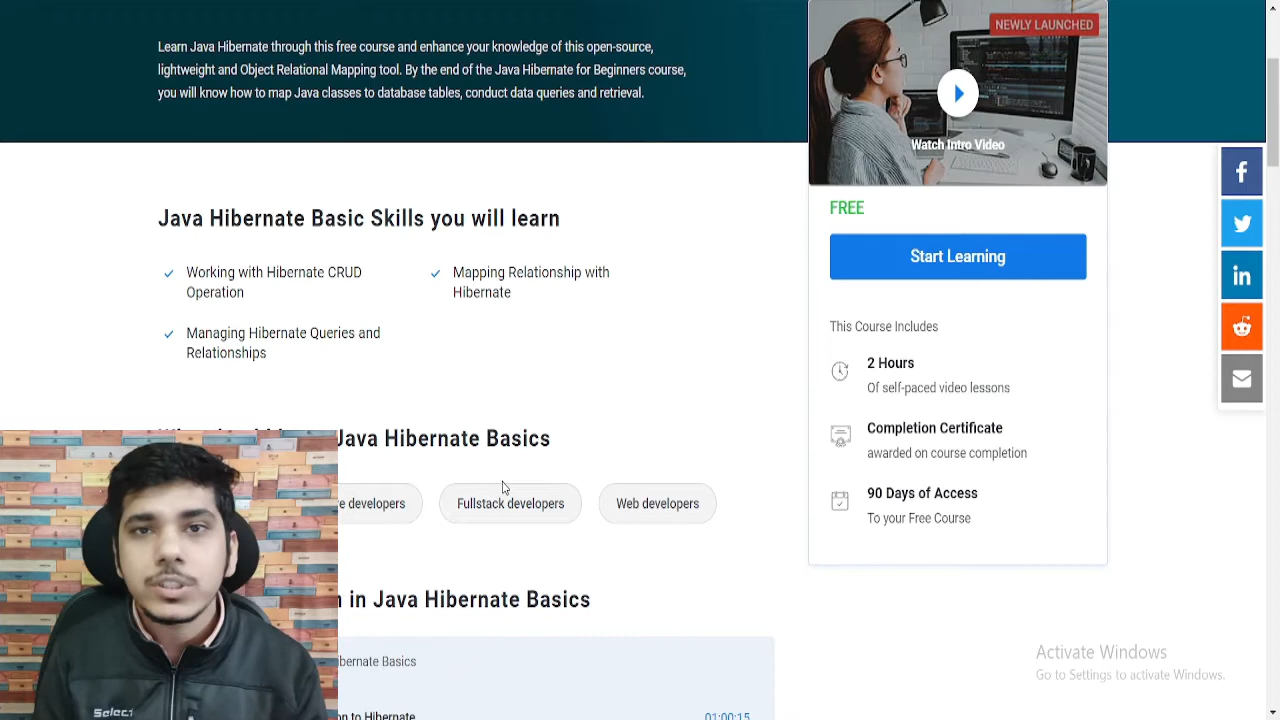 Learn Java Hibernate through this free course and enhance your knowledge of this open-source,
lightweight and Object Relational Mapping tool. By the end of the Java Hibernate for Beginners course,
you will know how to map Java classes to database tables, conduct data queries and retrieval.
NEWLY LAUNCHED
Watch Intro Video
FREE
Start Learning
This Course Includes
2 Hours
Of self-paced video lessons
Completion Certificate
awarded on course completion
90 Days of Access
To your Free Course
Java Hibernate Basic Skills you will learn
Working with Hibernate CRUD
Operation
Mapping Relationship with
Hibernate
Managing Hibernate Queries and
Relationships
Java Hibernate Basics
developers
Fullstack developers
Web developers
in Java Hibernate Basics
bernate Basics
on to Hibernate
01:00:15
Select
Activate Windows
Go to Settings to activate Windows.